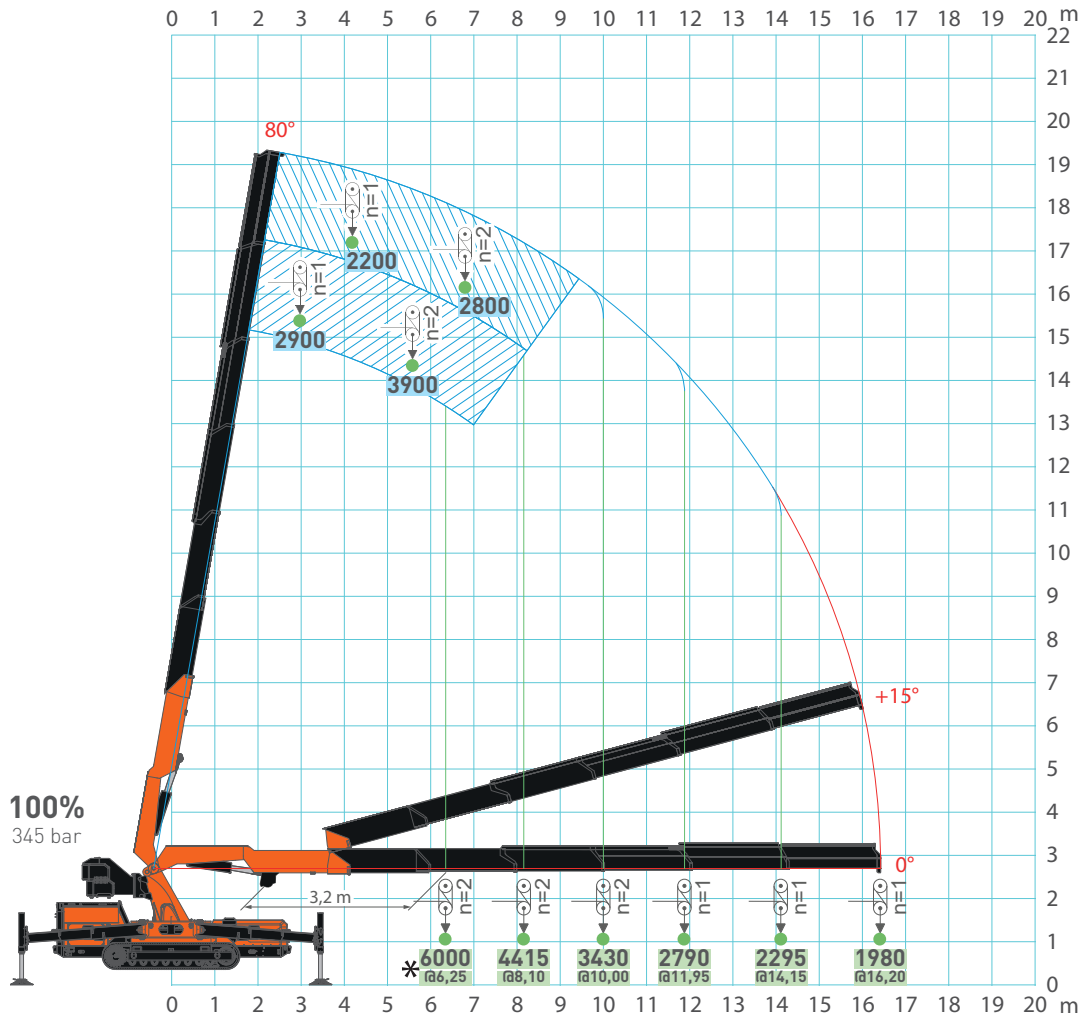 0 1 2 3 4 5 6 7 8 9 10 11 12 13 14 15 16 17 18 19 20 m
22
21
20
80°
19
18
n=1
17
n=2
2200
n=1
16
2800
n=2
15
2900
14
3900
13
12
11
10
9
8
7
+15°
6
5
100%
4
345 bar
3
0°
3,2 m
2
n=2 n=2 n=2 n=1 n=1 n=1
1
6000 4415 3430 2790 2295 1980
* @6,25 @8,10 @10,00 @11,95 @14,15 @16,20
0
0 1 2 3 4 5 6 7 8 9 10 11 12 13 14 15 16 17 18 19 20 m